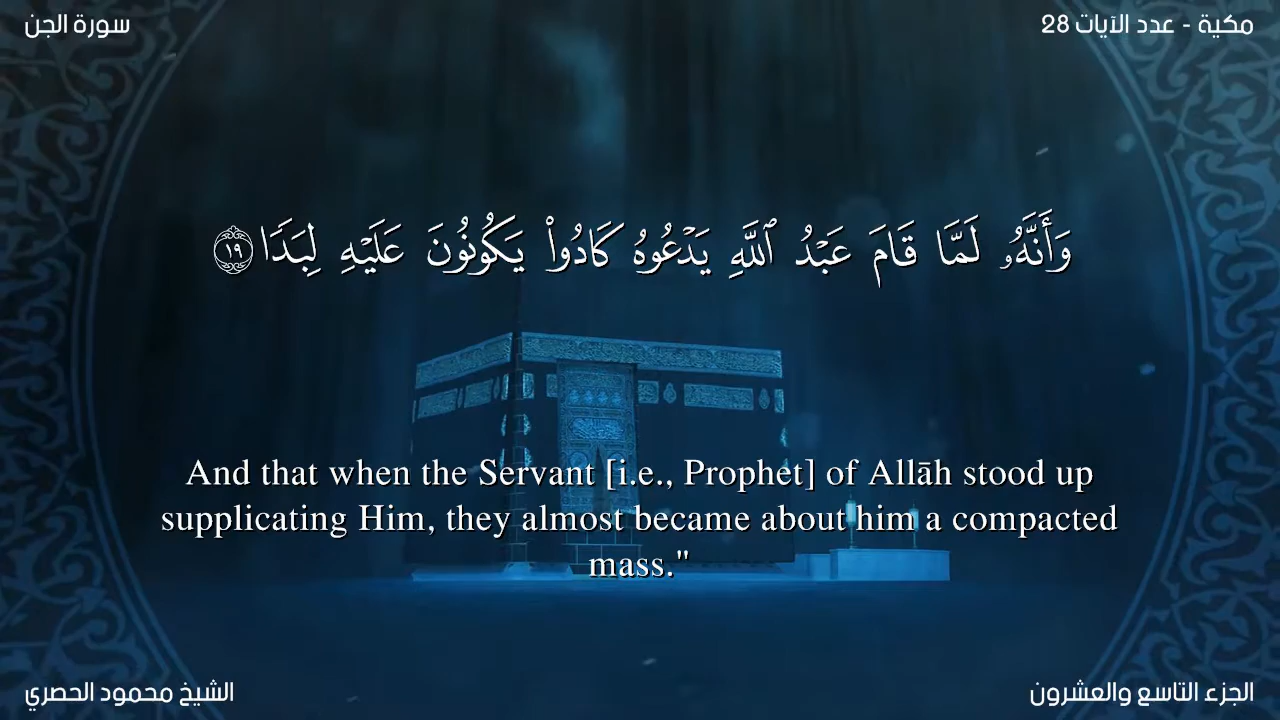 سورة الجن
مكية - عدد الآيات 28
وَأَنَّهُۥ لَمَّا قَامَ عَبْدُ ٱللَّهِ يَدْعُوهُ كَادُوا۟ يَكُونُونَ عَلَيْهِ لِبَدًا ١٩
And that when the Servant [i.e., Prophet] of Allāh stood up
supplicating Him, they almost became about him a compacted
mass."
الشيخ محمود الحصري
الجزء التاسع والعشرون